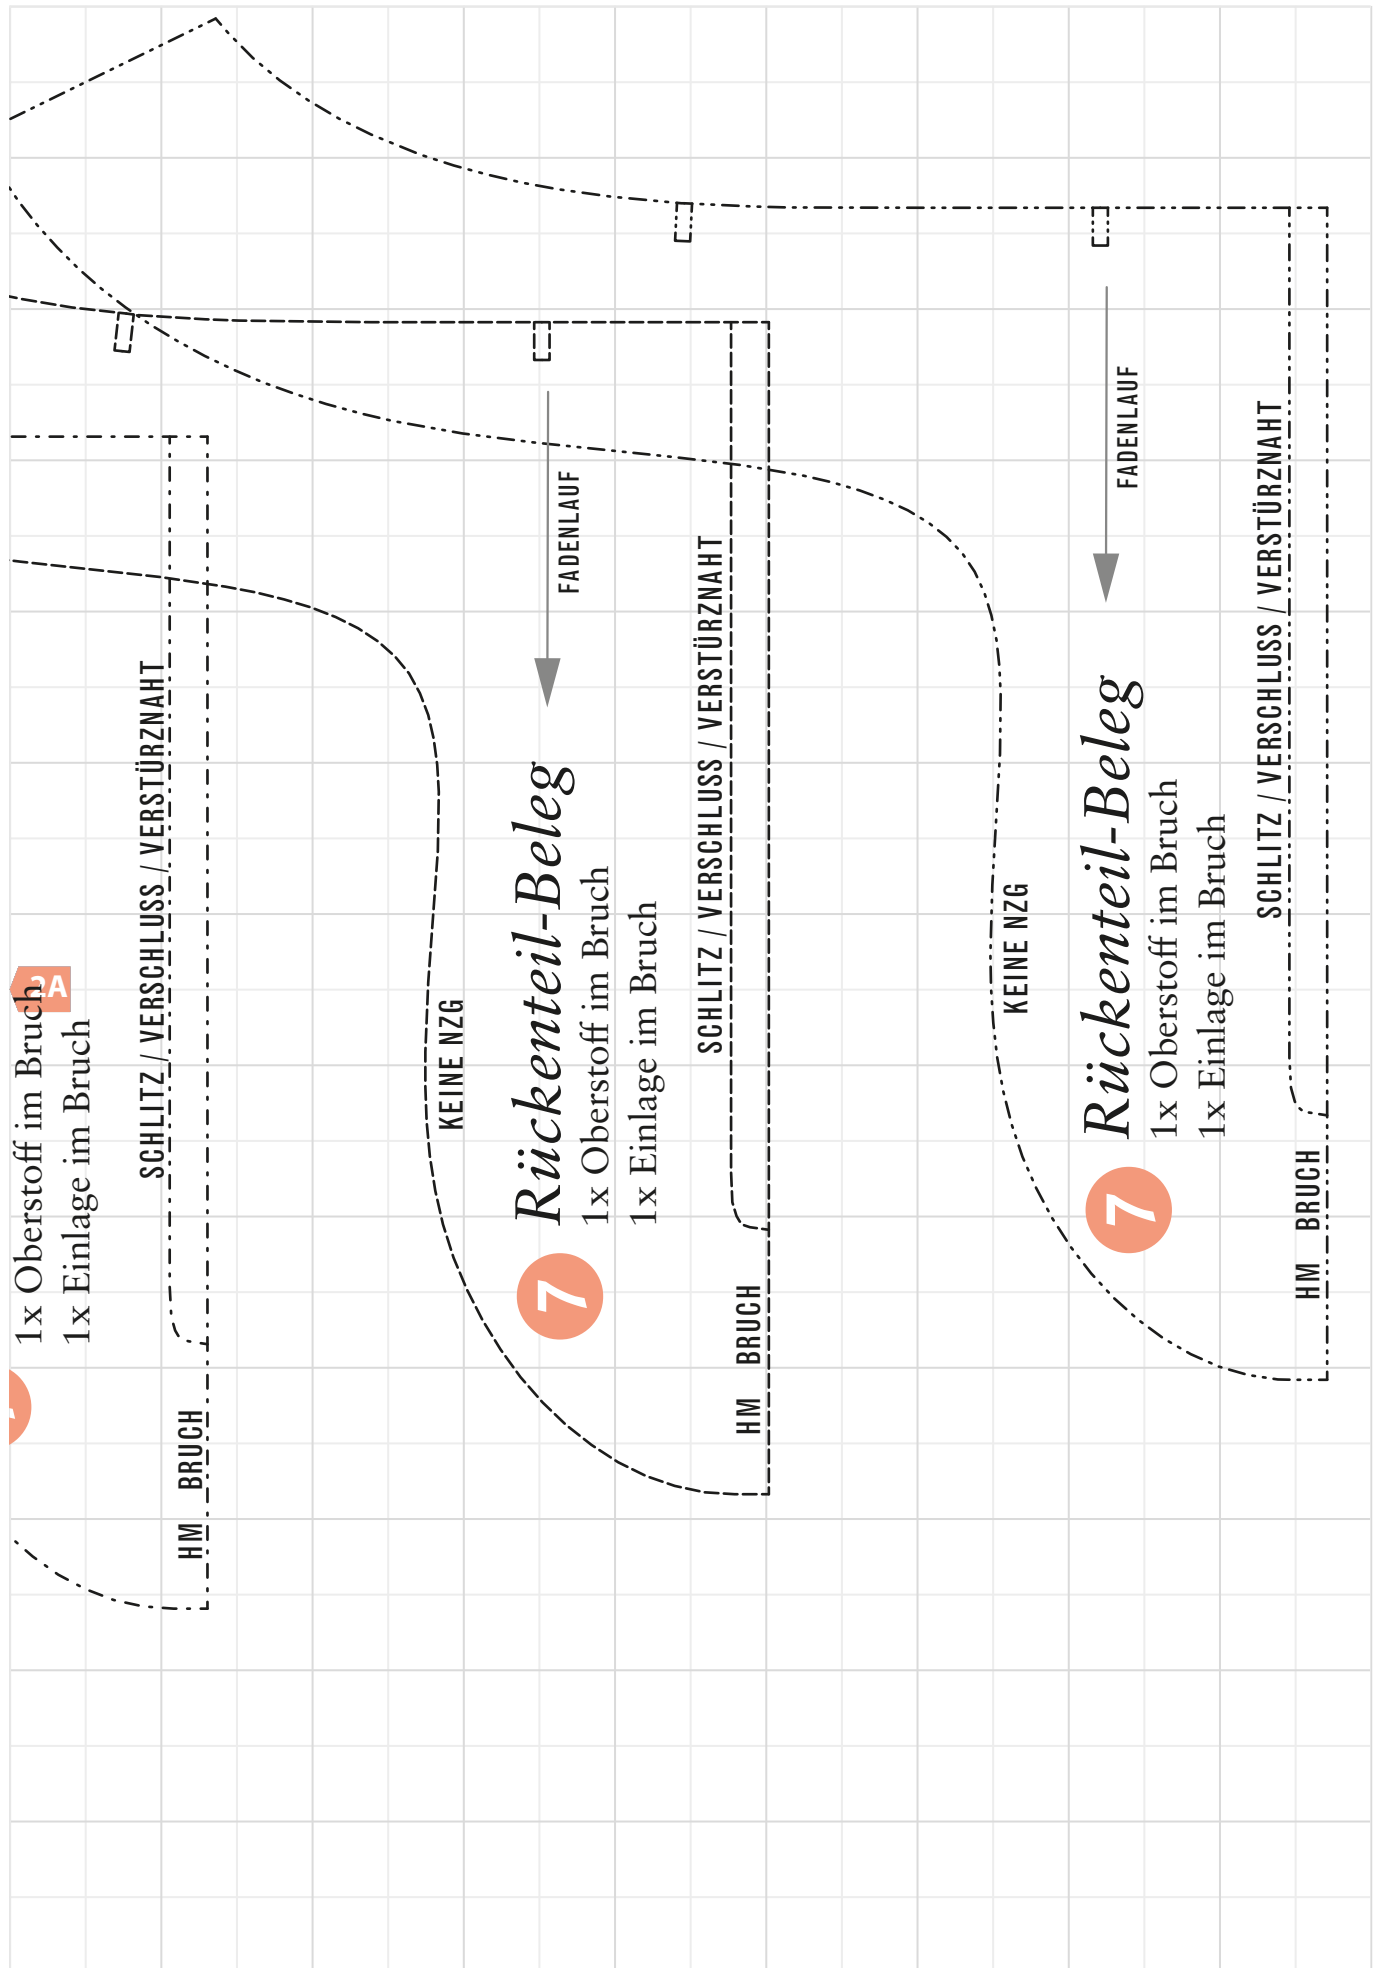 2A
1x Oberstoff im Bruch
1x Einlage im Bruch
SCHLITZ / VERSCHLUSS / VERSTÜRZNAHT
HM BRUCH
KEINE NZG
FADENLAUF
7 Rückenteil-Beleg
1x Oberstoff im Bruch
1x Einlage im Bruch
SCHLITZ / VERSCHLUSS / VERSTÜRZNAHT
HM BRUCH
KEINE NZG
FADENLAUF
7 Rückenteil-Beleg
1x Oberstoff im Bruch
1x Einlage im Bruch
SCHLITZ / VERSCHLUSS / VERSTÜRZNAHT
HM BRUCH